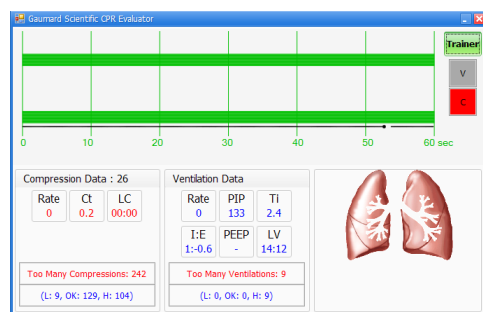 Gaumard Scientific CPR Evaluator
Trainer
V
C
0 10 20 30 40 50 60 sec
Compression Data : 26
Rate Ct LC
0 0.2 00:00
Too Many Compressions: 242
(L: 9, OK: 129, H: 104)
Ventilation Data
Rate PIP Ti
0 133 2.4
I:E PEEP LV
1:-0.6 - 14:12
Too Many Ventilations: 9
(L: 0, OK: 0, H: 9)